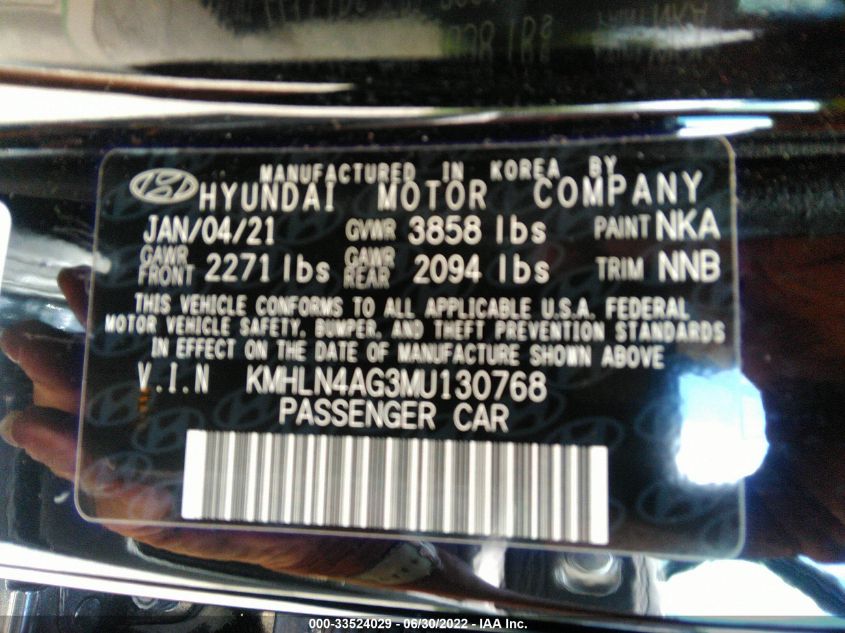 MANUFACTURED IN KOREA BY
HYUNDAI MOTOR COMPANY
JAN/04/21 GVWR 3858 lbs PAINT NKA
GAWR FRONT 2271 lbs GAWR REAR 2094 lbs TRIM NNB
THIS VEHICLE CONFORMS TO ALL APPLICABLE U.S.A. FEDERAL
MOTOR VEHICLE SAFETY, BUMPER, AND THEFT PREVENTION STANDARDS
IN EFFECT ON THE DATE OF MANUFACTURE SHOWN ABOVE
V.I.N KMHLN4AG3MU130768
PASSENGER CAR
000-33524029 - 06/30/2022 - IAA Inc.